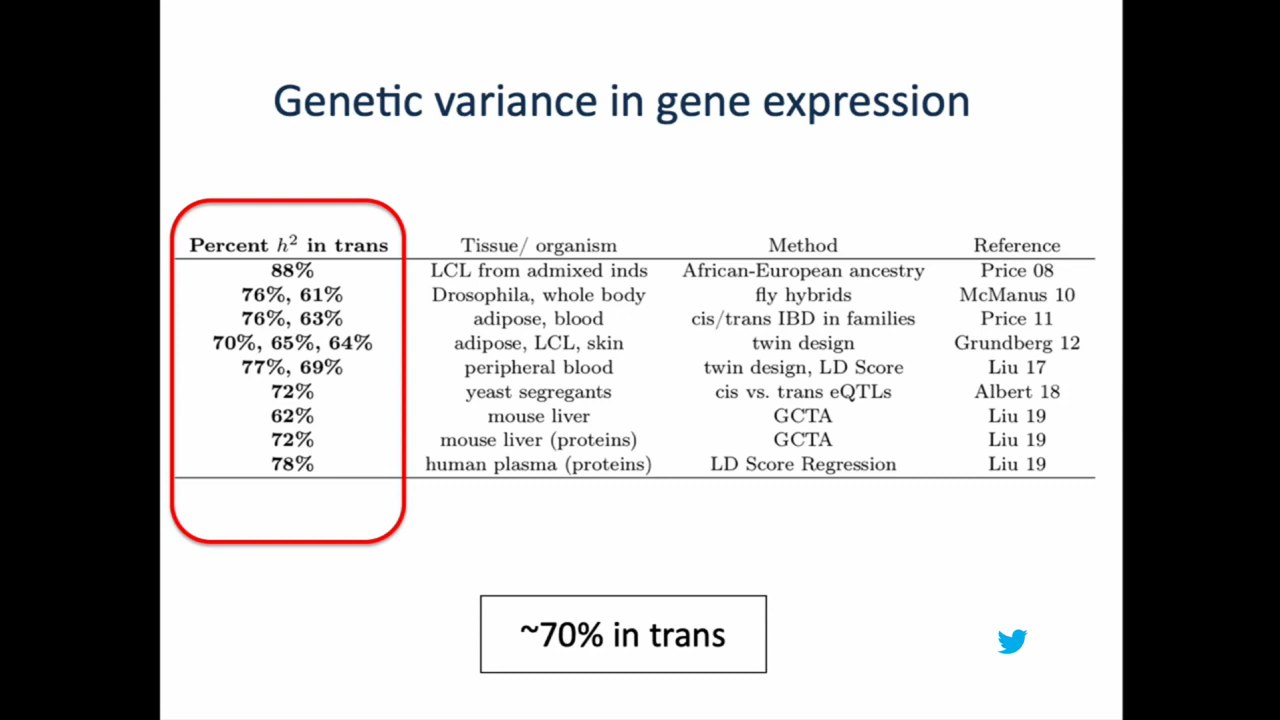 Genetic variance in gene expression
Percent h² in trans Tissue/ organism Method Reference
88% LCL from admixed inds African-European ancestry Price 08
76%, 61% Drosophila, whole body fly hybrids McManus 10
76%, 63% adipose, blood cis/trans IBD in families Price 11
70%, 65%, 64% adipose, LCL, skin twin design Grundberg 12
77%, 69% peripheral blood twin design, LD Score Liu 17
72% yeast segregants cis vs. trans eQTLs Albert 18
62% mouse liver GCTA Liu 19
72% mouse liver (proteins) GCTA Liu 19
78% human plasma (proteins) LD Score Regression Liu 19
~70% in trans